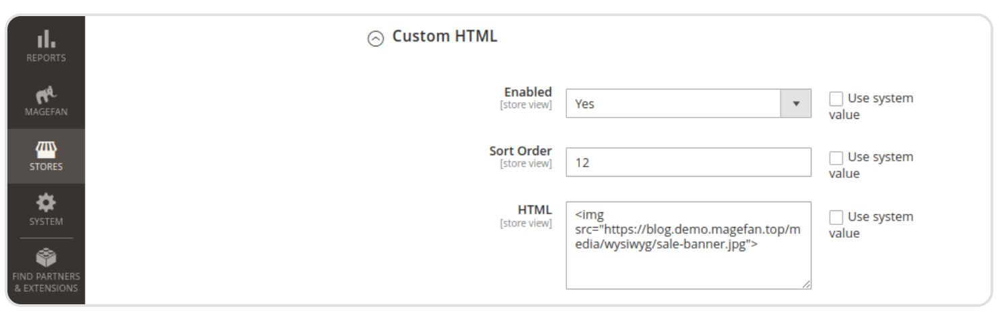 REPORTS
MAGEFAN
STORES
SYSTEM
FIND PARTNERS
& EXTENSIONS
Custom HTML
Enabled
[store view]
Yes
Use system
value
Sort Order
[store view]
12
Use system
value
HTML
[store view]
<img
src="https://blog.demo.magefan.top/m
edia/wysiwyg/sale-banner.jpg">
Use system
value